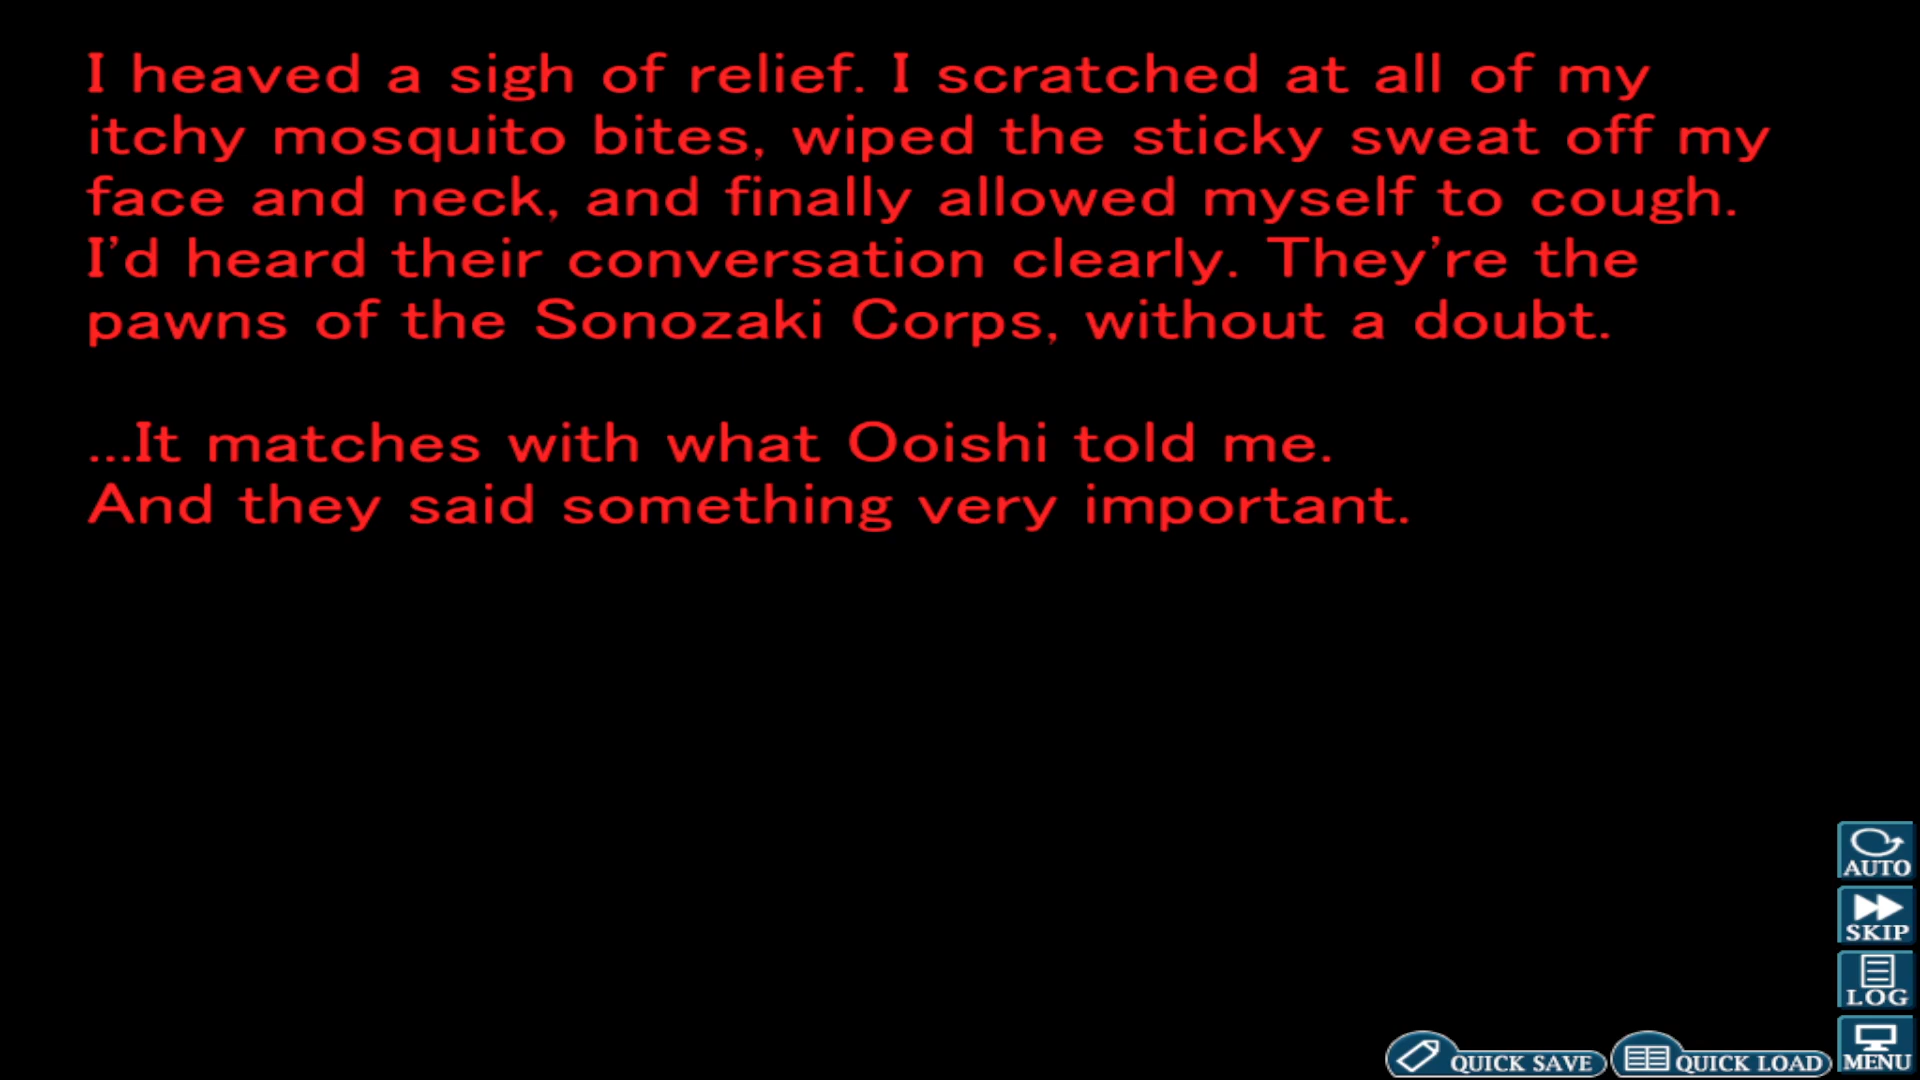 I heaved a sigh of relief. I scratched at all of my
itchy mosquito bites, wiped the sticky sweat off my
face and neck, and finally allowed myself to cough.
I'd heard their conversation clearly. They're the
pawns of the Sonozaki Corps, without a doubt.
...It matches with what Ooishi told me.
And they said something very important.
AUTO
SKIP
LOG
QUICK SAVE
QUICK LOAD
MENU